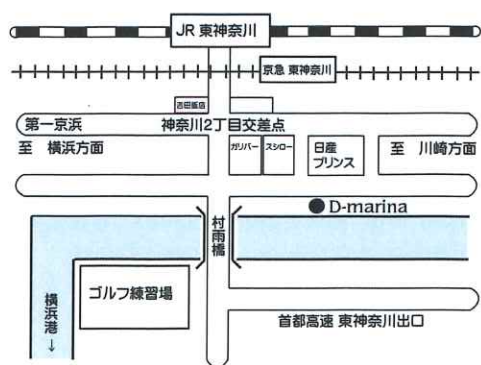 JR 東神奈川
京急 東神奈川
吉田飯店
第一京浜
神奈川2丁目交差点
至 横浜方面
ガリバー
スシロー
日産
プリンス
至 川崎方面
D-marina
村雨橋
ゴルフ練習場
横浜港↓
首都高速 東神奈川出口